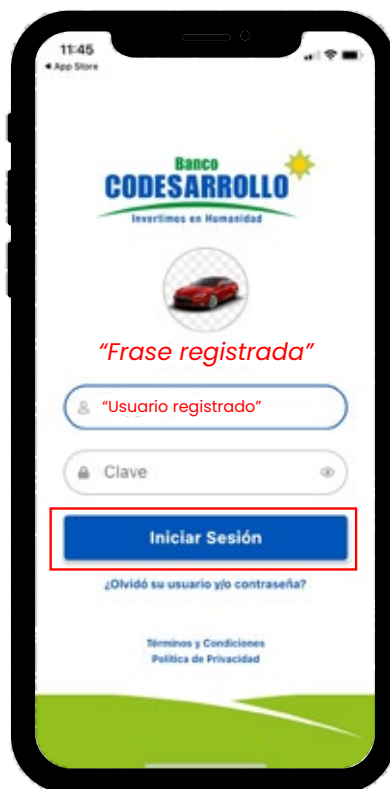 11:45
◀ App Store
Banco
CODESARROLLO
Invertimos en Humanidad
“Frase registrada”
“Usuario registrado”
Clave
Iniciar Sesión
¿Olvidó su usuario y/o contraseña?
Términos y Condiciones
Política de Privacidad